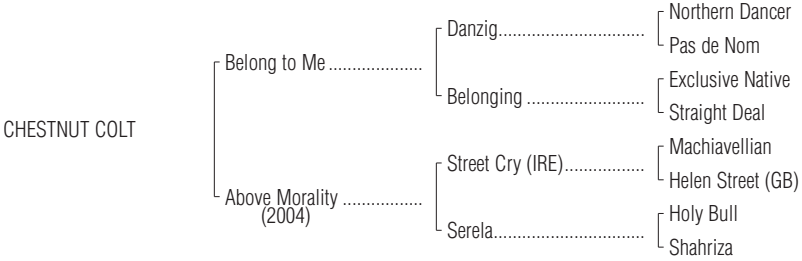 Northern Dancer
Danzig..............................
Pas de Nom
Belong to Me ...................
Exclusive Native
Belonging ........................
Straight Deal
CHESTNUT COLT
Machiavellian
Street Cry (IRE)................
Helen Street (GB)
Above Morality ................
(2004)
Holy Bull
Serela...............................
Shahriza